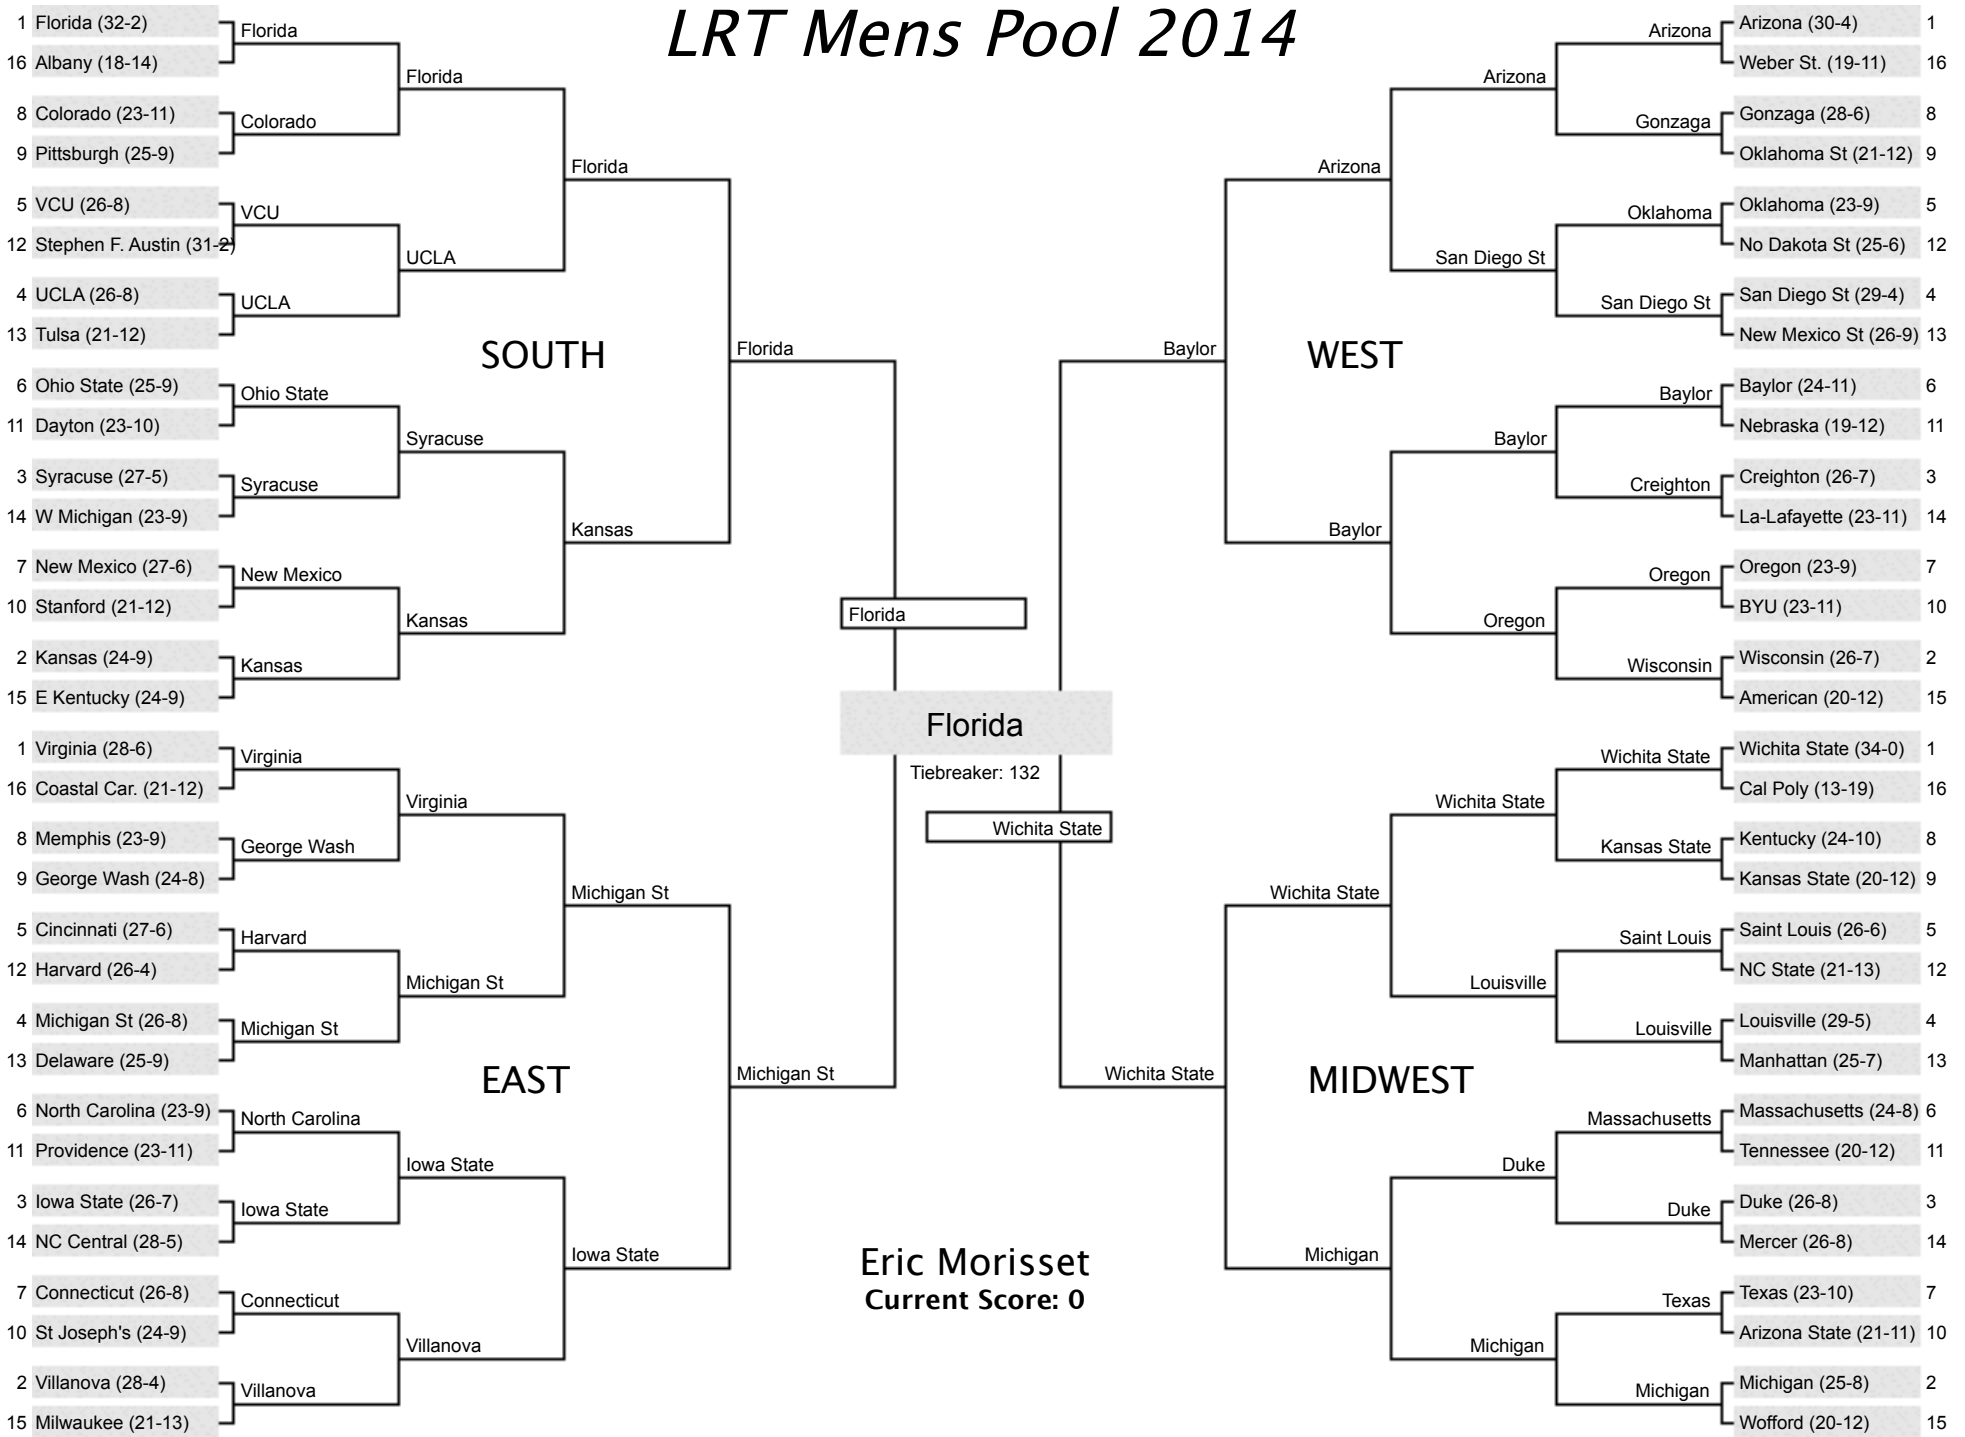 LRT Mens Pool 2014
1 Florida (32-2)
16 Albany (18-14)
8 Colorado (23-11)
9 Pittsburgh (25-9)
5 VCU (26-8)
12 Stephen F. Austin (31-2)
4 UCLA (26-8)
13 Tulsa (21-12)
6 Ohio State (25-9)
11 Dayton (23-10)
3 Syracuse (27-5)
14 W Michigan (23-9)
7 New Mexico (27-6)
10 Stanford (21-12)
2 Kansas (24-9)
15 E Kentucky (24-9)
Florida
Colorado
VCU
UCLA
Ohio State
Syracuse
New Mexico
Kansas
Florida
UCLA
Syracuse
Kansas
Florida
Kansas
SOUTH
Florida
1 Virginia (28-6)
16 Coastal Car. (21-12)
8 Memphis (23-9)
9 George Wash (24-8)
5 Cincinnati (27-6)
12 Harvard (26-4)
4 Michigan St (26-8)
13 Delaware (25-9)
6 North Carolina (23-9)
11 Providence (23-11)
3 Iowa State (26-7)
14 NC Central (28-5)
7 Connecticut (26-8)
10 St Joseph's (24-9)
2 Villanova (28-4)
15 Milwaukee (21-13)
Virginia
George Wash
Harvard
Michigan St
North Carolina
Iowa State
Connecticut
Villanova
Virginia
Michigan St
Iowa State
Villanova
Michigan St
Iowa State
EAST
Michigan St
Florida
Florida
Tiebreaker: 132
Wichita State
Eric Morisset
Current Score: 0
Arizona (30-4) 1
Weber St. (19-11) 16
Gonzaga (28-6) 8
Oklahoma St (21-12) 9
Oklahoma (23-9) 5
No Dakota St (25-6) 12
San Diego St (29-4) 4
New Mexico St (26-9) 13
Baylor (24-11) 6
Nebraska (19-12) 11
Creighton (26-7) 3
La-Lafayette (23-11) 14
Oregon (23-9) 7
BYU (23-11) 10
Wisconsin (26-7) 2
American (20-12) 15
Arizona
Gonzaga
Oklahoma
San Diego St
Baylor
Creighton
Oregon
Wisconsin
Arizona
San Diego St
Baylor
Oregon
Arizona
Baylor
WEST
Baylor
Wichita State (34-0) 1
Cal Poly (13-19) 16
Kentucky (24-10) 8
Kansas State (20-12) 9
Saint Louis (26-6) 5
NC State (21-13) 12
Louisville (29-5) 4
Manhattan (25-7) 13
Massachusetts (24-8) 6
Tennessee (20-12) 11
Duke (26-8) 3
Mercer (26-8) 14
Texas (23-10) 7
Arizona State (21-11) 10
Michigan (25-8) 2
Wofford (20-12) 15
Wichita State
Kansas State
Saint Louis
Louisville
Massachusetts
Duke
Texas
Michigan
Wichita State
Louisville
Duke
Michigan
Wichita State
Michigan
MIDWEST
Wichita State